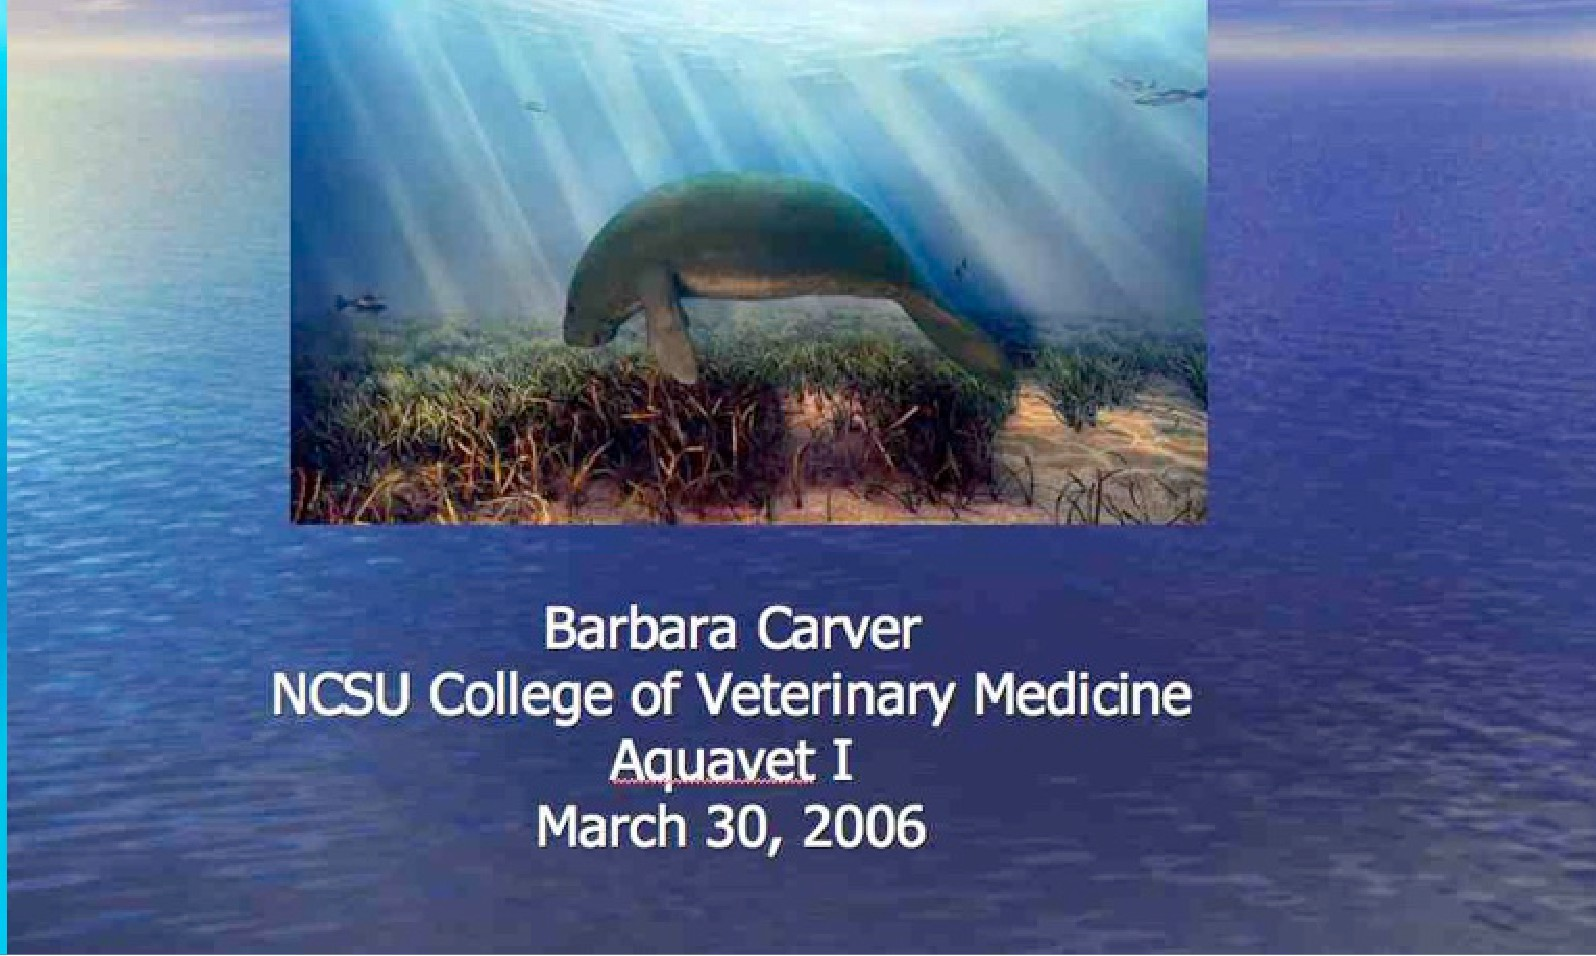 Barbara Carver
NCSU College of Veterinary Medicine
Aquavet I
March 30, 2006